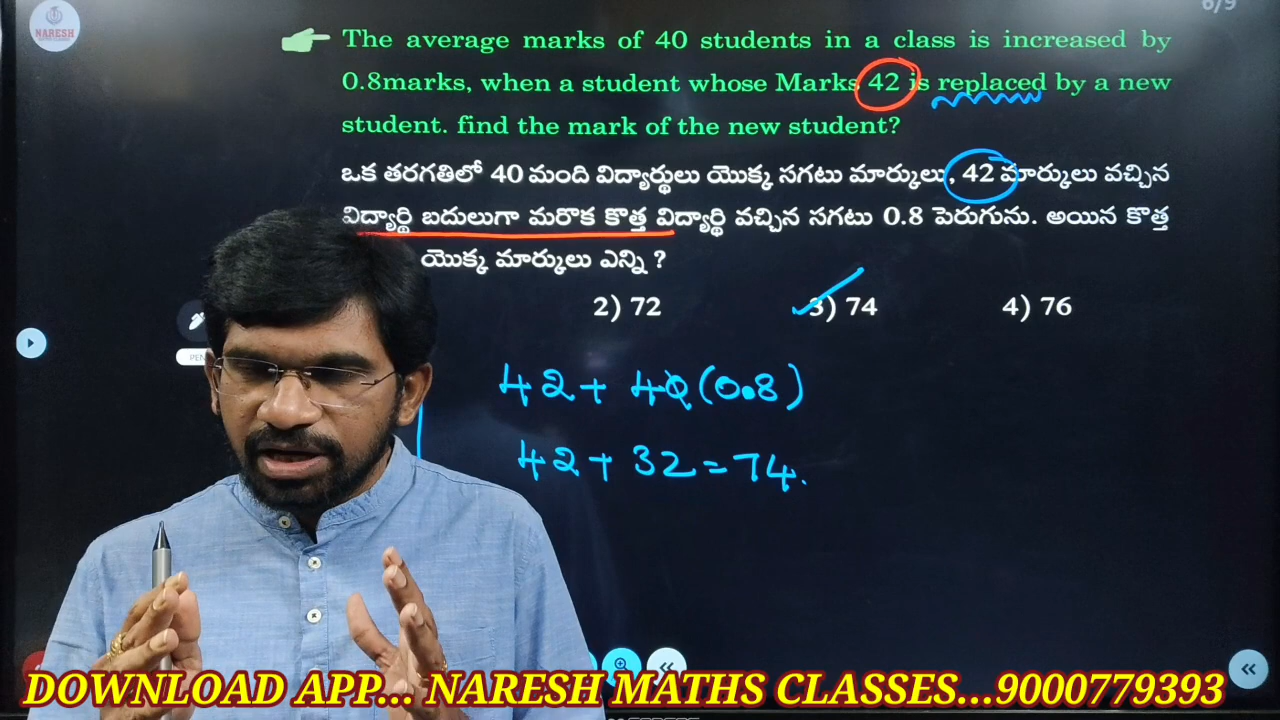 6/9
NARESH
The average marks of 40 students in a class is increased by
0.8marks, when a student whose Marks 42 is replaced by a new
student. find the mark of the new student?
ఒక తరగతిలో 40 మంది విద్యార్థులు యొక్క సగటు మార్కులు, 42 మార్కులు వచ్చిన
విద్యార్థి బదులుగా మరొక కొత్త విద్యార్థి వచ్చిన సగటు 0.8 పెరుగును. అయిన కొత్త
యొక్క మార్కులు ఎన్ని ?
2) 72 3) 74 4) 76
PEN
42 + 40 (0.8)
42 + 32 = 74.
DOWNLOAD APP... NARESH MATHS CLASSES...9000779393